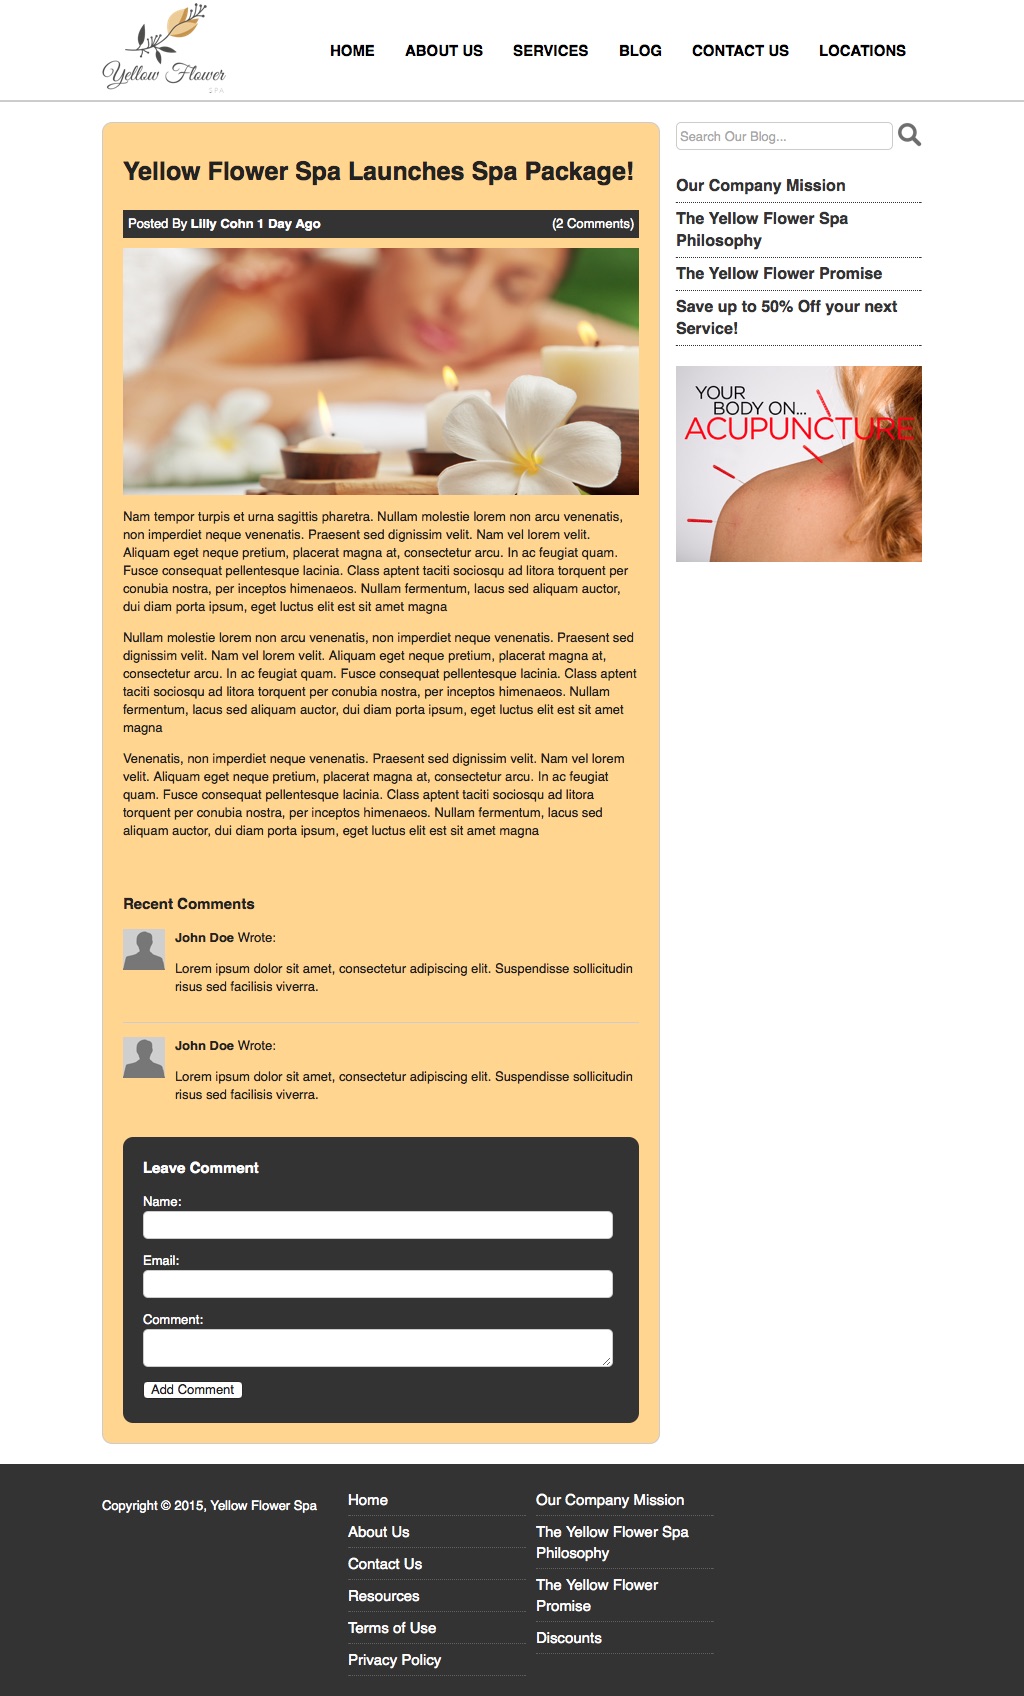 Yellow Flower
SPA
HOME ABOUT US SERVICES BLOG CONTACT US LOCATIONS
Yellow Flower Spa Launches Spa Package!
Posted By Lilly Cohn 1 Day Ago (2 Comments)
Nam tempor turpis et urna sagittis pharetra. Nullam molestie lorem non arcu venenatis,
non imperdiet neque venenatis. Praesent sed dignissim velit. Nam vel lorem velit.
Aliquam eget neque pretium, placerat magna at, consectetur arcu. In ac feugiat quam.
Fusce consequat pellentesque lacinia. Class aptent taciti sociosqu ad litora torquent per
conubia nostra, per inceptos himenaeos. Nullam fermentum, lacus sed aliquam auctor,
dui diam porta ipsum, eget luctus elit est sit amet magna
Nullam molestie lorem non arcu venenatis, non imperdiet neque venenatis. Praesent sed
dignissim velit. Nam vel lorem velit. Aliquam eget neque pretium, placerat magna at,
consectetur arcu. In ac feugiat quam. Fusce consequat pellentesque lacinia. Class aptent
taciti sociosqu ad litora torquent per conubia nostra, per inceptos himenaeos. Nullam
fermentum, lacus sed aliquam auctor, dui diam porta ipsum, eget luctus elit est sit amet
magna
Venenatis, non imperdiet neque venenatis. Praesent sed dignissim velit. Nam vel lorem
velit. Aliquam eget neque pretium, placerat magna at, consectetur arcu. In ac feugiat
quam. Fusce consequat pellentesque lacinia. Class aptent taciti sociosqu ad litora
torquent per conubia nostra, per inceptos himenaeos. Nullam fermentum, lacus sed
aliquam auctor, dui diam porta ipsum, eget luctus elit est sit amet magna
Recent Comments
John Doe Wrote:
Lorem ipsum dolor sit amet, consectetur adipiscing elit. Suspendisse sollicitudin
risus sed facilisis viverra.
John Doe Wrote:
Lorem ipsum dolor sit amet, consectetur adipiscing elit. Suspendisse sollicitudin
risus sed facilisis viverra.
Leave Comment
Name:
Email:
Comment:
Add Comment
Search Our Blog...
Our Company Mission
The Yellow Flower Spa
Philosophy
The Yellow Flower Promise
Save up to 50% Off your next
Service!
YOUR
BODY ON...
ACUPUNCTURE
Copyright © 2015, Yellow Flower Spa
Home
About Us
Contact Us
Resources
Terms of Use
Privacy Policy
Our Company Mission
The Yellow Flower Spa
Philosophy
The Yellow Flower
Promise
Discounts